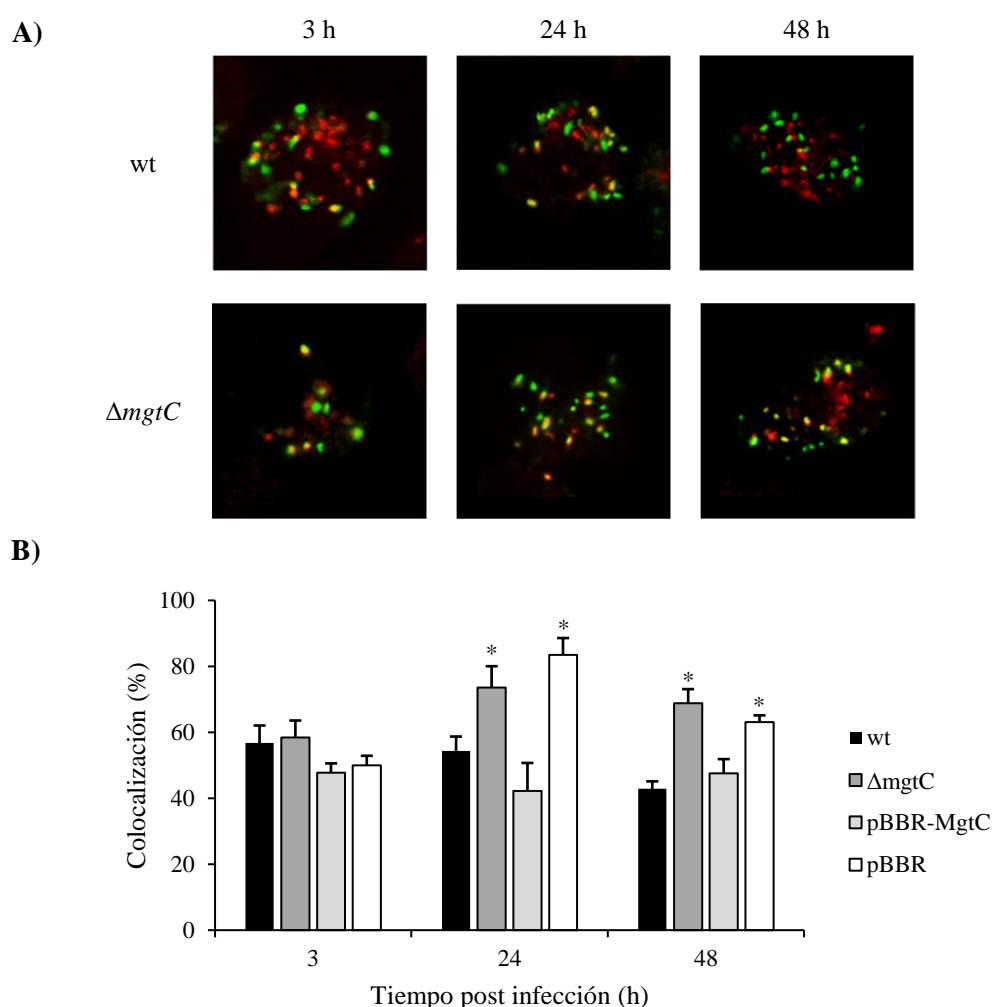 A)
3 h 24 h 48 h
wt
ΔmgtC
B)
Colocalización (%)
100
80
60
40
20
0
* * * *
3 24 48
Tiempo post infección (h)
wt
ΔmgtC
pBBR-MgtC
pBBR